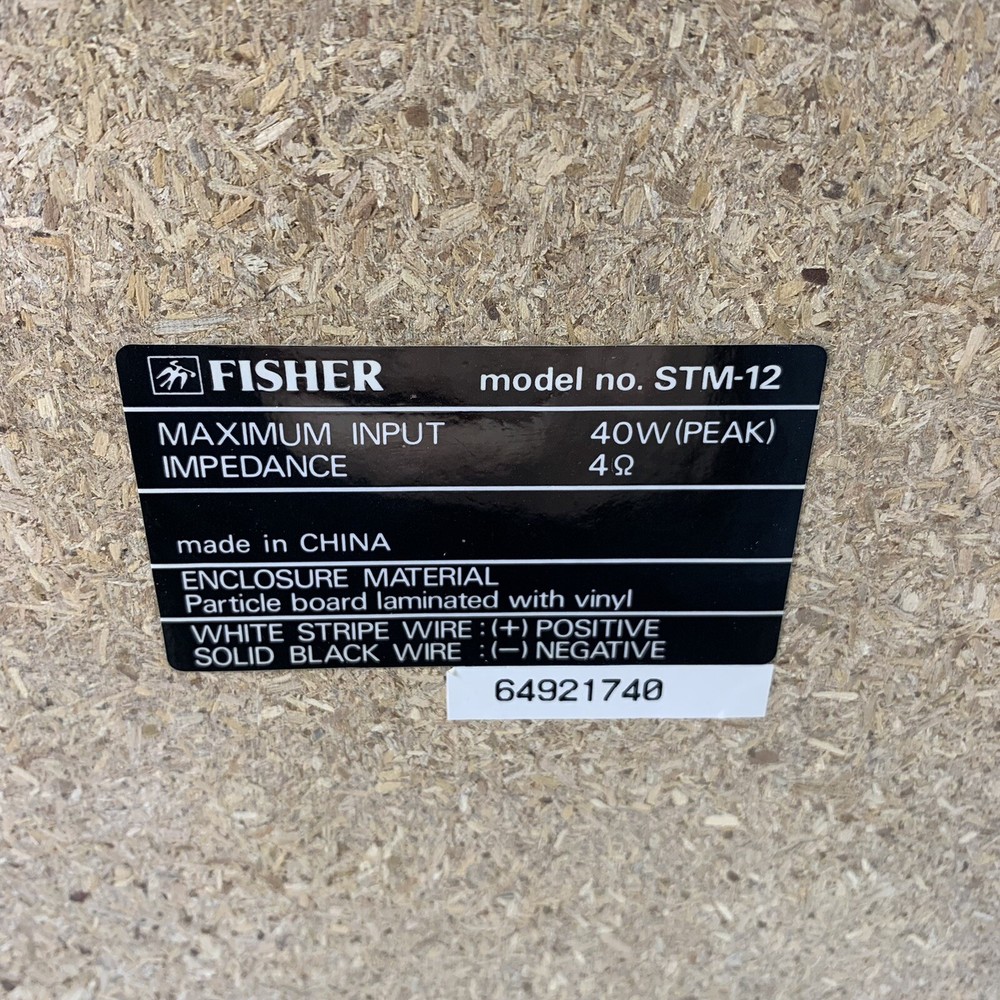 FISHER model no. STM-12
MAXIMUM INPUT 40W(PEAK)
IMPEDANCE 4Ω
made in CHINA
ENCLOSURE MATERIAL
Particle board laminated with vinyl
WHITE STRIPE WIRE :(+) POSITIVE
SOLID BLACK WIRE :(−) NEGATIVE
64921740